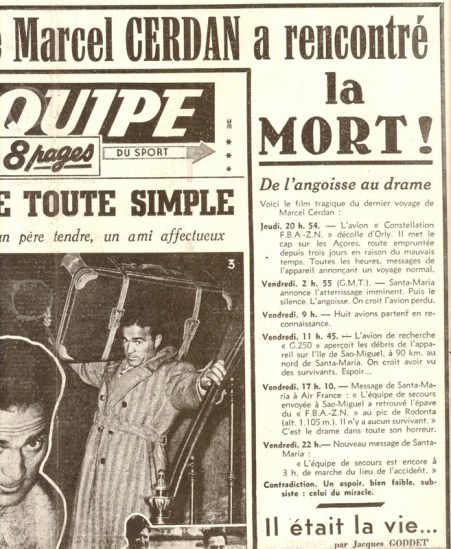 e Marcel CERDAN a rencontré
la
MORT !
QUIPE
8 pages
DU SPORT
E TOUTE SIMPLE
un père tendre, un ami affectueux
3
De l'angoisse au drame
Voici le film tragique du dernier voyage de
Marcel Cerdan :
Jeudi, 20 h. 54. — L'avion « Constellation
F.B.A.-Z.N. » décolle d'Orly. Il met le
cap sur les Açores, route empruntée
depuis trois jours en raison du mauvais
temps. Toutes les heures, messages de
l'appareil annonçant un voyage normal.
Vendredi, 2 h. 55 (G.M.T.). — Santa-Maria
annonce l'atterrissage imminent. Puis le
silence. L'angoisse. On croit l'avion perdu.
Vendredi, 9 h. — Huit avions partent en re-
connaissance.
Vendredi, 11 h. 45. — L'avion de recherche
« G.250 » aperçoit les débris de l'appa-
reil sur l'île de Sao-Miguel, à 90 km. au
nord de Santa-Maria. On croit avoir vu
des survivants. Espoir...
Vendredi, 17 h. 10. — Message de Santa-Ma-
ria à Air France : « L'équipe de secours
envoyée à Sao-Miguel a retrouvé l'épave
du « F.B.A.-Z.N. » au pic de Rodonta
(alt. 1.105 m.). Il n'y a aucun survivant. »
C'est le drame dans toute son horreur.
Vendredi, 22 h.— Nouveau message de Santa-
Maria :
« L'équipe de secours est encore à
3 h. de marche du lieu de l'accident. »
Contradiction. Un espoir, bien faible, sub-
siste : celui du miracle.
Il était la vie...
par Jacques GODDET